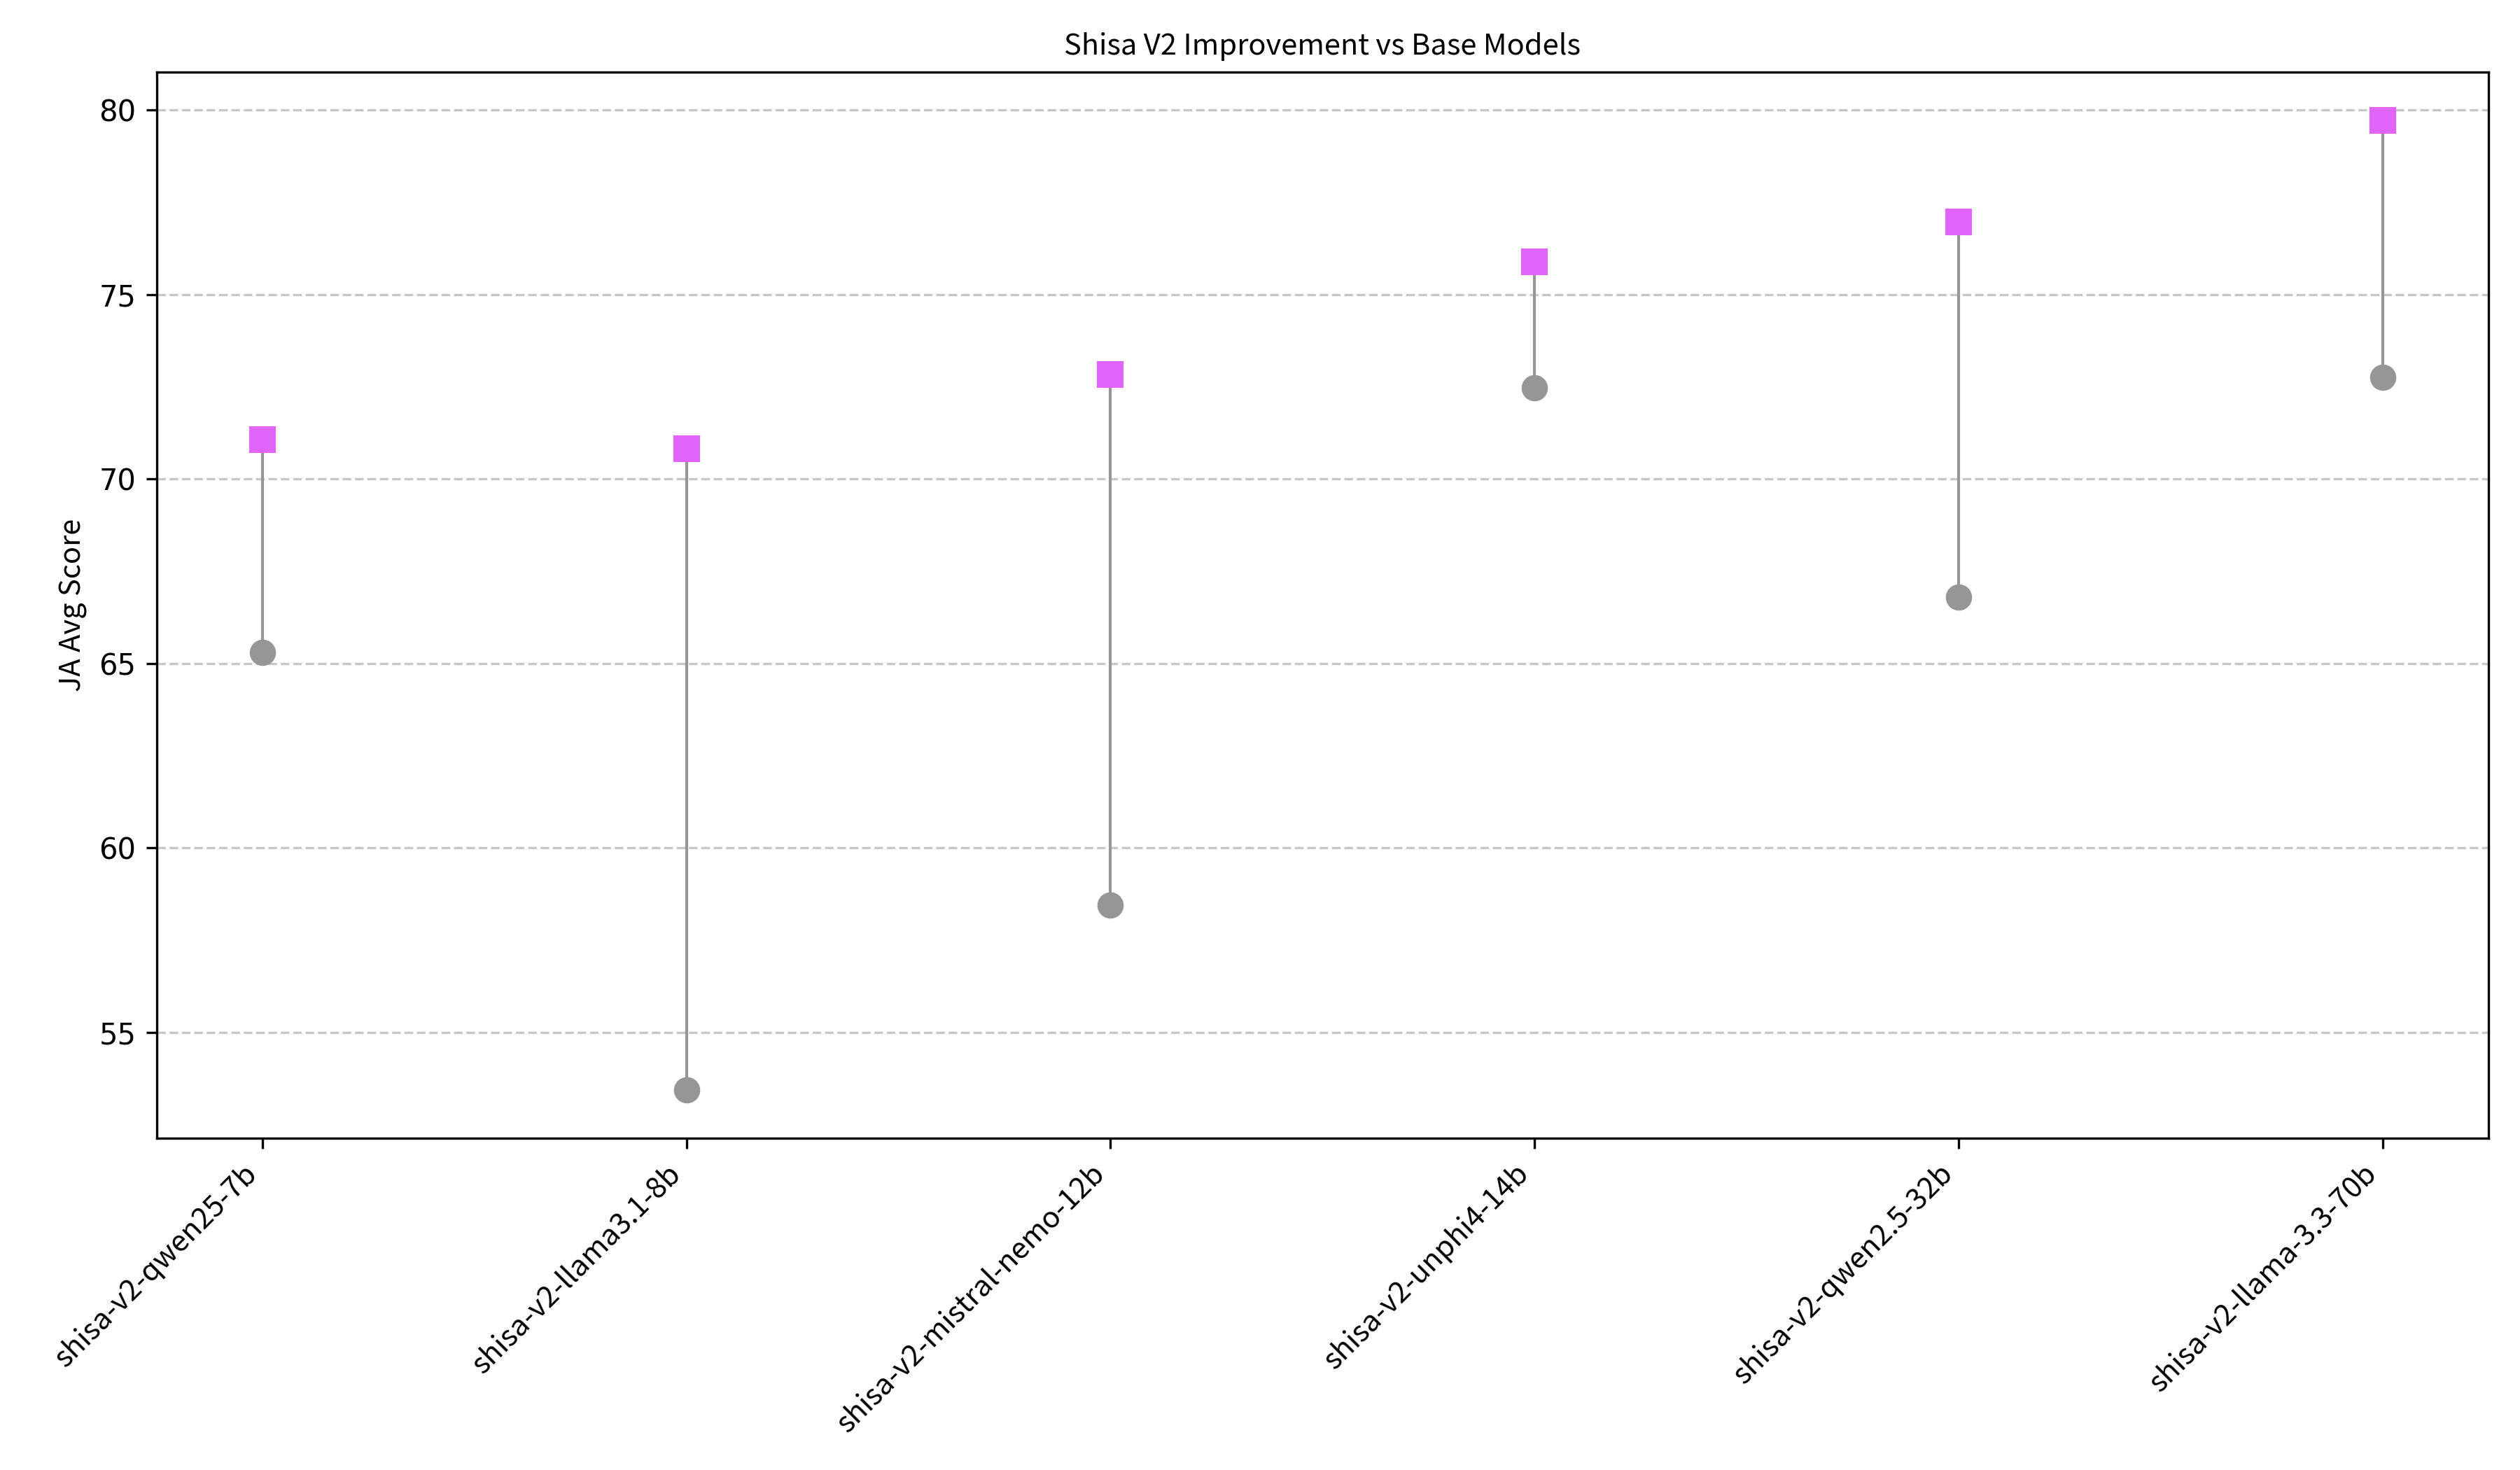 Shisa V2 Improvement vs Base Models
JA Avg Score
80
75
70
65
60
55
shisa-v2-qwen25-7b
shisa-v2-llama3.1-8b
shisa-v2-mistral-nemo-12b
shisa-v2-unphi4-14b
shisa-v2-qwen2.5-32b
shisa-v2-llama-3.3-70b